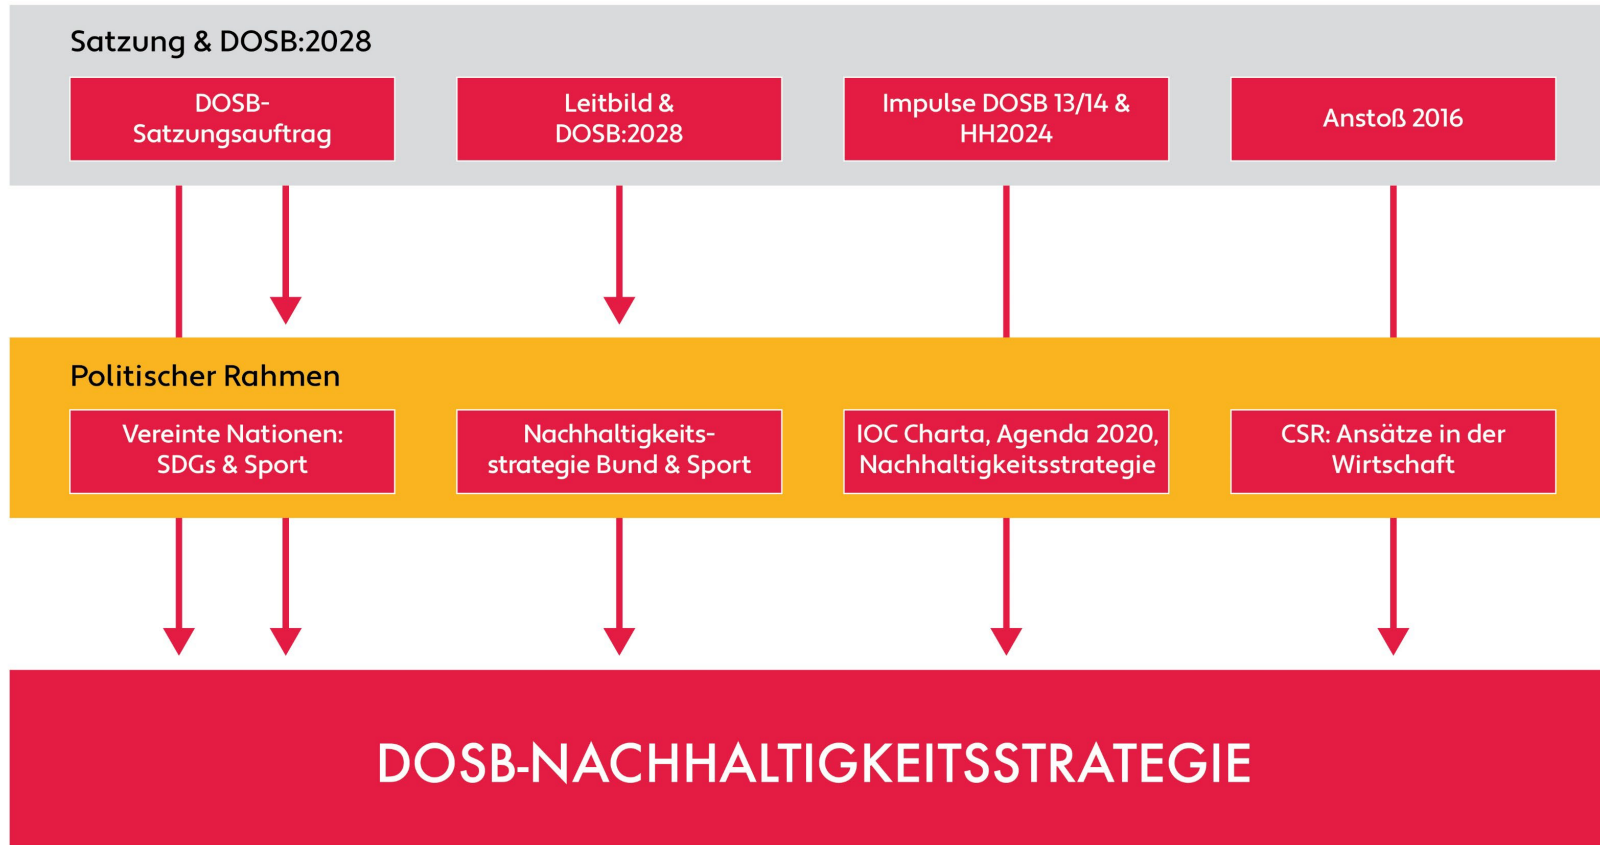 Satzung & DOSB:2028
DOSB-
Satzungsauftrag
Leitbild &
DOSB:2028
Impulse DOSB 13/14 &
HH2024
Anstoß 2016
Politischer Rahmen
Vereinte Nationen:
SDGs & Sport
Nachhaltigkeits-
strategie Bund & Sport
IOC Charta, Agenda 2020,
Nachhaltigkeitsstrategie
CSR: Ansätze in der
Wirtschaft
DOSB-NACHHALTIGKEITSSTRATEGIE